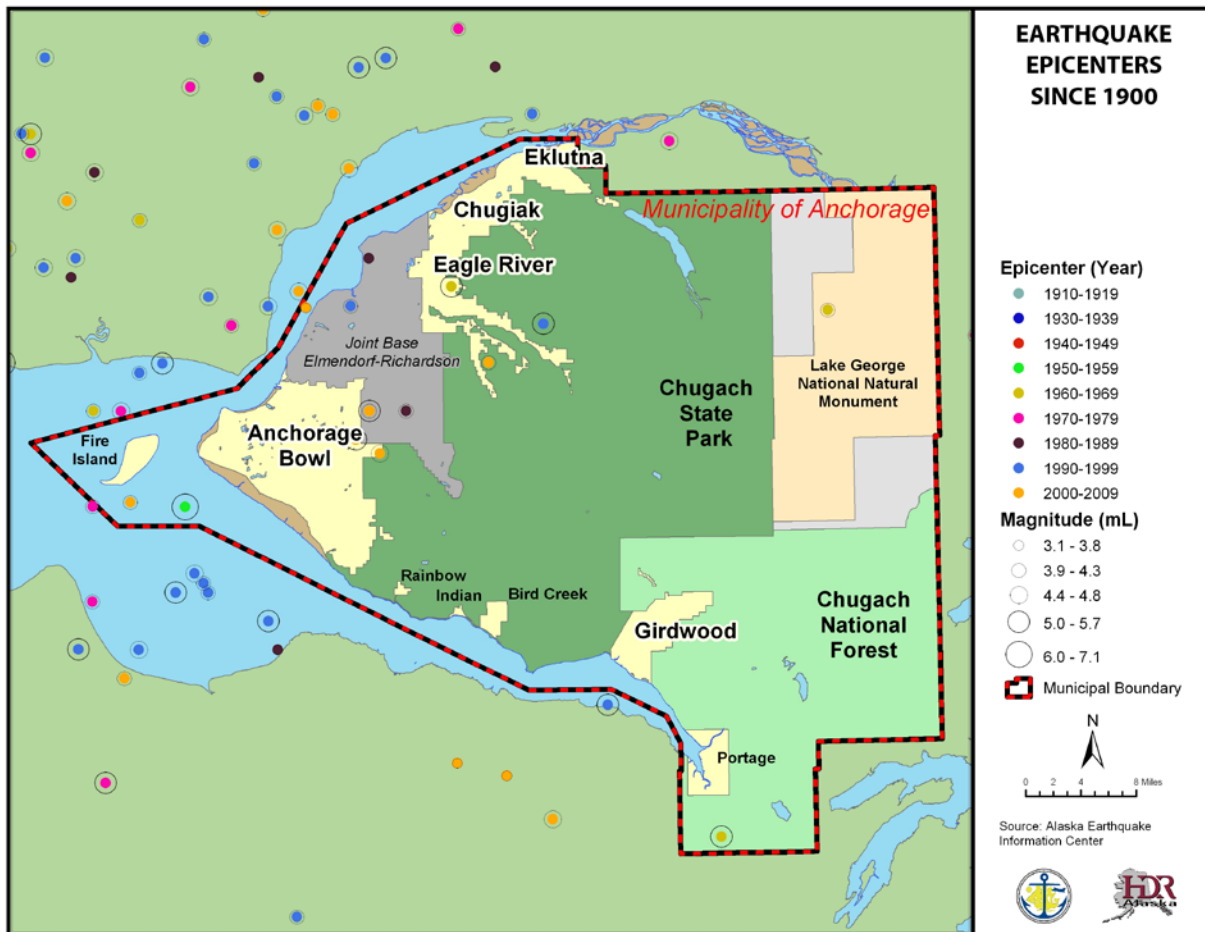 EARTHQUAKE
EPICENTERS
SINCE 1900
Eklutna
Chugiak
Municipality of Anchorage
Eagle River
Joint Base
Elmendorf-Richardson
Lake George
National Natural
Monument
Chugach
State
Park
Anchorage
Bowl
Fire
Island
Rainbow
Indian
Bird Creek
Girdwood
Chugach
National
Forest
Portage
Epicenter (Year)
1910-1919
1930-1939
1940-1949
1950-1959
1960-1969
1970-1979
1980-1989
1990-1999
2000-2009
Magnitude (mL)
3.1 - 3.8
3.9 - 4.3
4.4 - 4.8
5.0 - 5.7
6.0 - 7.1
Municipal Boundary
N
0 2 4 8 Miles
Source: Alaska Earthquake
Information Center
HDR
Alaska